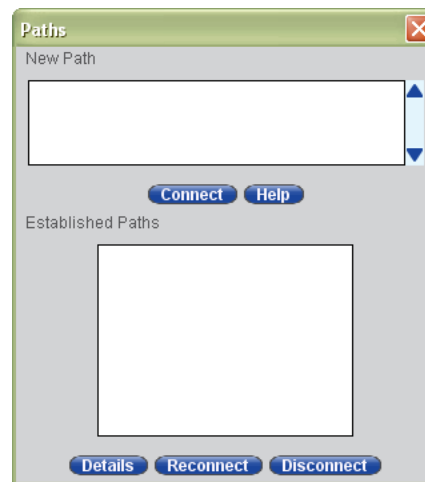 Paths
New Path
Connect Help
Established Paths
Details Reconnect Disconnect